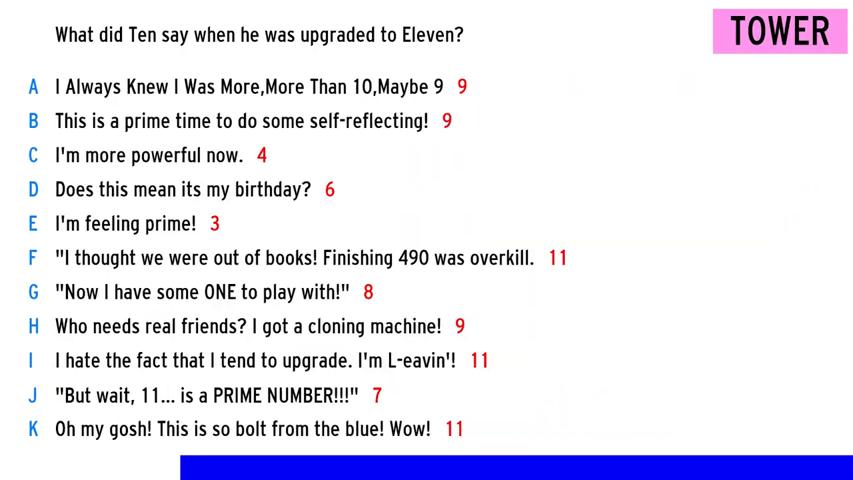 What did Ten say when he was upgraded to Eleven?
TOWER
A I Always Knew I Was More,More Than 10,Maybe 9 9
B This is a prime time to do some self-reflecting! 9
C I'm more powerful now. 4
D Does this mean its my birthday? 6
E I'm feeling prime! 3
F "I thought we were out of books! Finishing 490 was overkill. 11
G "Now I have some ONE to play with!" 8
H Who needs real friends? I got a cloning machine! 9
I I hate the fact that I tend to upgrade. I'm L-eavin'! 11
J "But wait, 11... is a PRIME NUMBER!!!" 7
K Oh my gosh! This is so bolt from the blue! Wow! 11